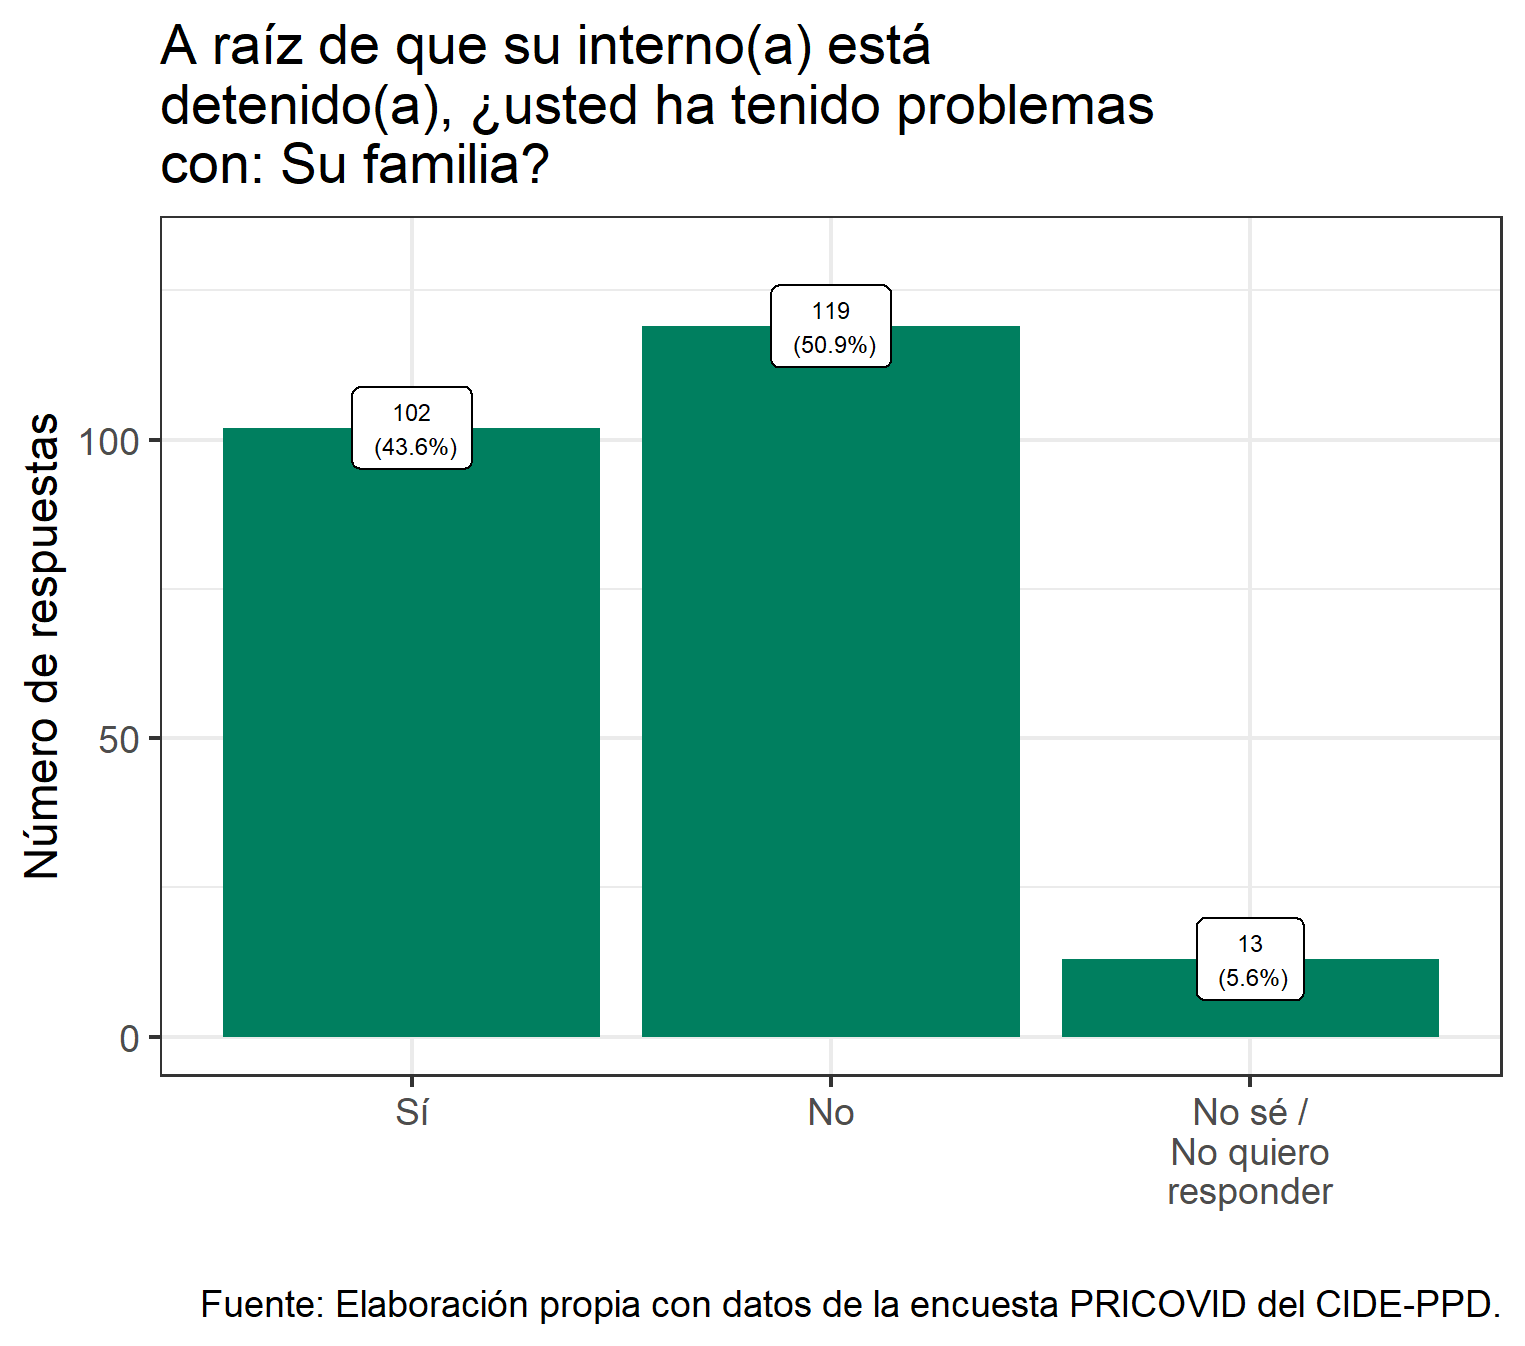 A raíz de que su interno(a) está
detenido(a), ¿usted ha tenido problemas
con: Su familia?
Número de respuestas
100
50
0
102
(43.6%)
119
(50.9%)
13
(5.6%)
Sí
No
No sé /
No quiero
responder
Fuente: Elaboración propia con datos de la encuesta PRICOVID del CIDE-PPD.